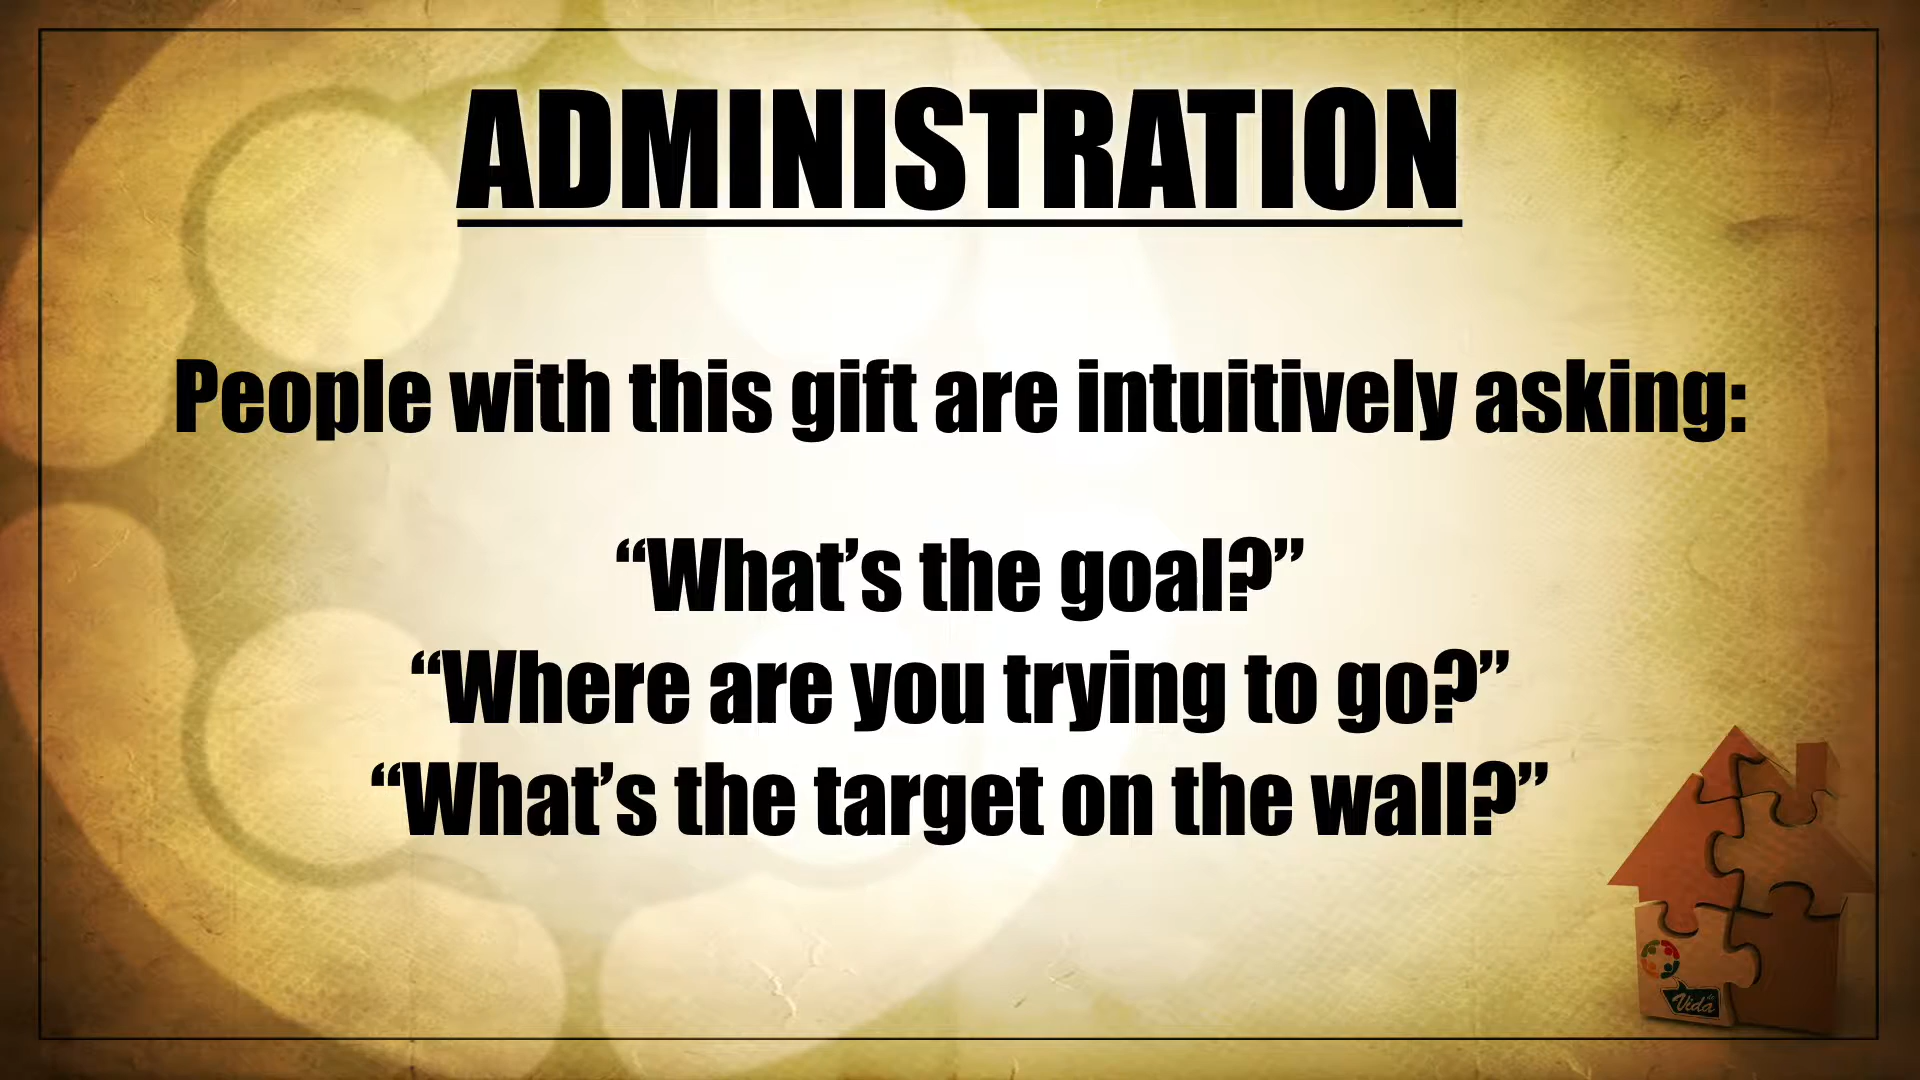 ADMINISTRATION
People with this gift are intuitively asking:
“What’s the goal?”
“Where are you trying to go?”
“What’s the target on the wall?”
Vida